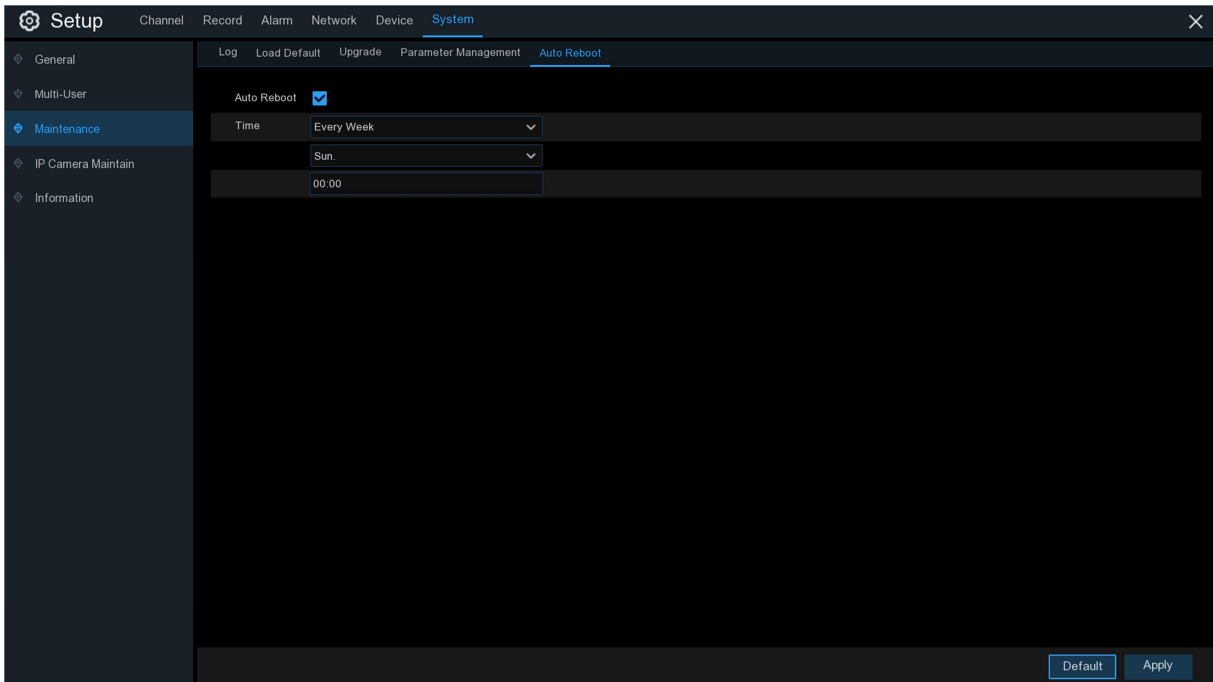 Setup Channel Record Alarm Network Device System
General
Multi-User
Maintenance
IP Camera Maintain
Information
Log Load Default Upgrade Parameter Management Auto Reboot
Auto Reboot
Time Every Week
Sun.
00:00
Default Apply